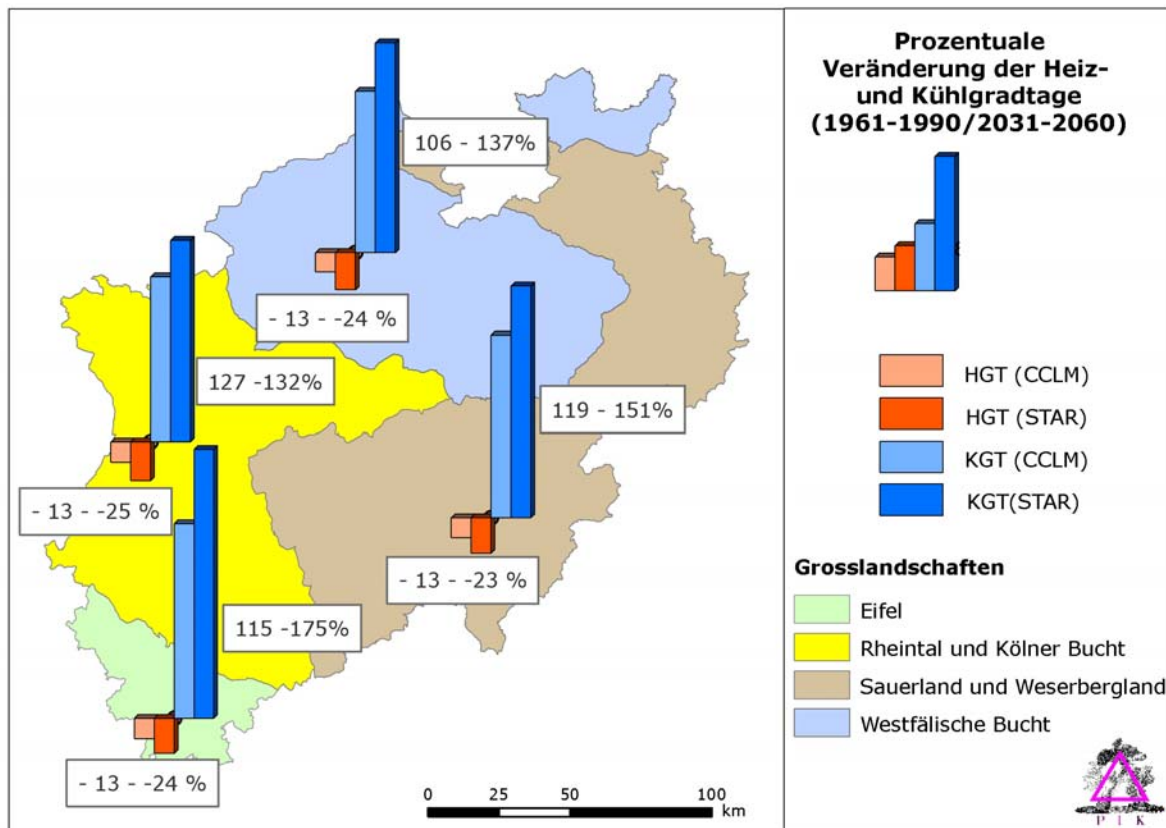 106 - 137%
- 13 - -24 %
127 -132%
119 - 151%
- 13 - -25 %
- 13 - -23 %
115 -175%
- 13 - -24 %
0 25 50 100
km
Prozentuale
Veränderung der Heiz-
und Kühlgradtage
(1961-1990/2031-2060)
HGT (CCLM)
HGT (STAR)
KGT (CCLM)
KGT(STAR)
Grosslandschaften
Eifel
Rheintal und Kölner Bucht
Sauerland und Weserbergland
Westfälische Bucht
P I K